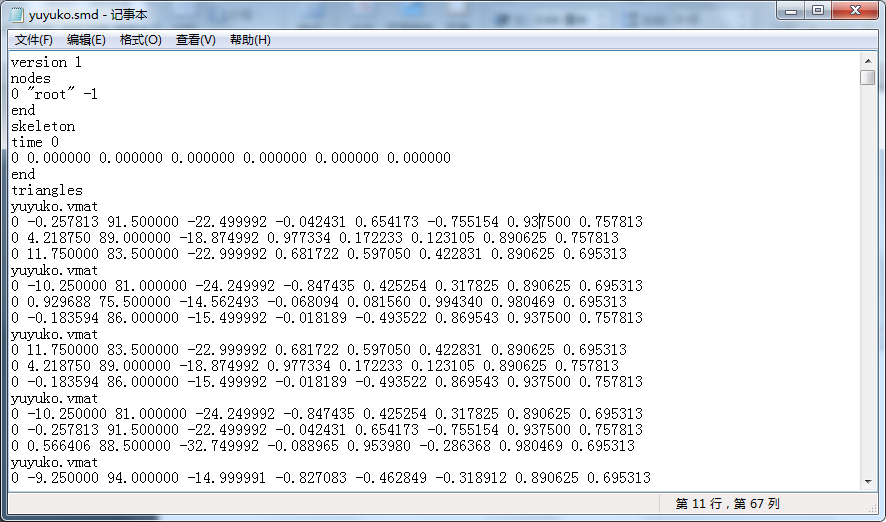 yuyuko.smd - 记事本
文件(F) 编辑(E) 格式(O) 查看(V) 帮助(H)
version 1
nodes
0 "root" -1
end
skeleton
time 0
0 0.000000 0.000000 0.000000 0.000000 0.000000 0.000000
end
triangles
yuyuko.vmat
0 -0.257813 91.500000 -22.499992 -0.042431 0.654173 -0.755154 0.937500 0.757813
0 4.218750 89.000000 -18.874992 0.977334 0.172233 0.123105 0.890625 0.757813
0 11.750000 83.500000 -22.999992 0.681722 0.597050 0.422831 0.890625 0.695313
yuyuko.vmat
0 -10.250000 81.000000 -24.249992 -0.847435 0.425254 0.317825 0.890625 0.695313
0 0.929688 75.500000 -14.562493 -0.068094 0.081560 0.994340 0.980469 0.695313
0 -0.183594 86.000000 -15.499992 -0.018189 -0.493522 0.869543 0.937500 0.757813
yuyuko.vmat
0 11.750000 83.500000 -22.999992 0.681722 0.597050 0.422831 0.890625 0.695313
0 4.218750 89.000000 -18.874992 0.977334 0.172233 0.123105 0.890625 0.757813
0 -0.183594 86.000000 -15.499992 -0.018189 -0.493522 0.869543 0.937500 0.757813
yuyuko.vmat
0 -10.250000 81.000000 -24.249992 -0.847435 0.425254 0.317825 0.890625 0.695313
0 -0.257813 91.500000 -22.499992 -0.042431 0.654173 -0.755154 0.937500 0.757813
0 0.566406 88.500000 -32.749992 -0.088965 0.953980 -0.286368 0.980469 0.695313
yuyuko.vmat
0 -9.250000 94.000000 -14.999991 -0.827083 -0.462849 -0.318912 0.890625 0.695313
第 11 行，第 67 列